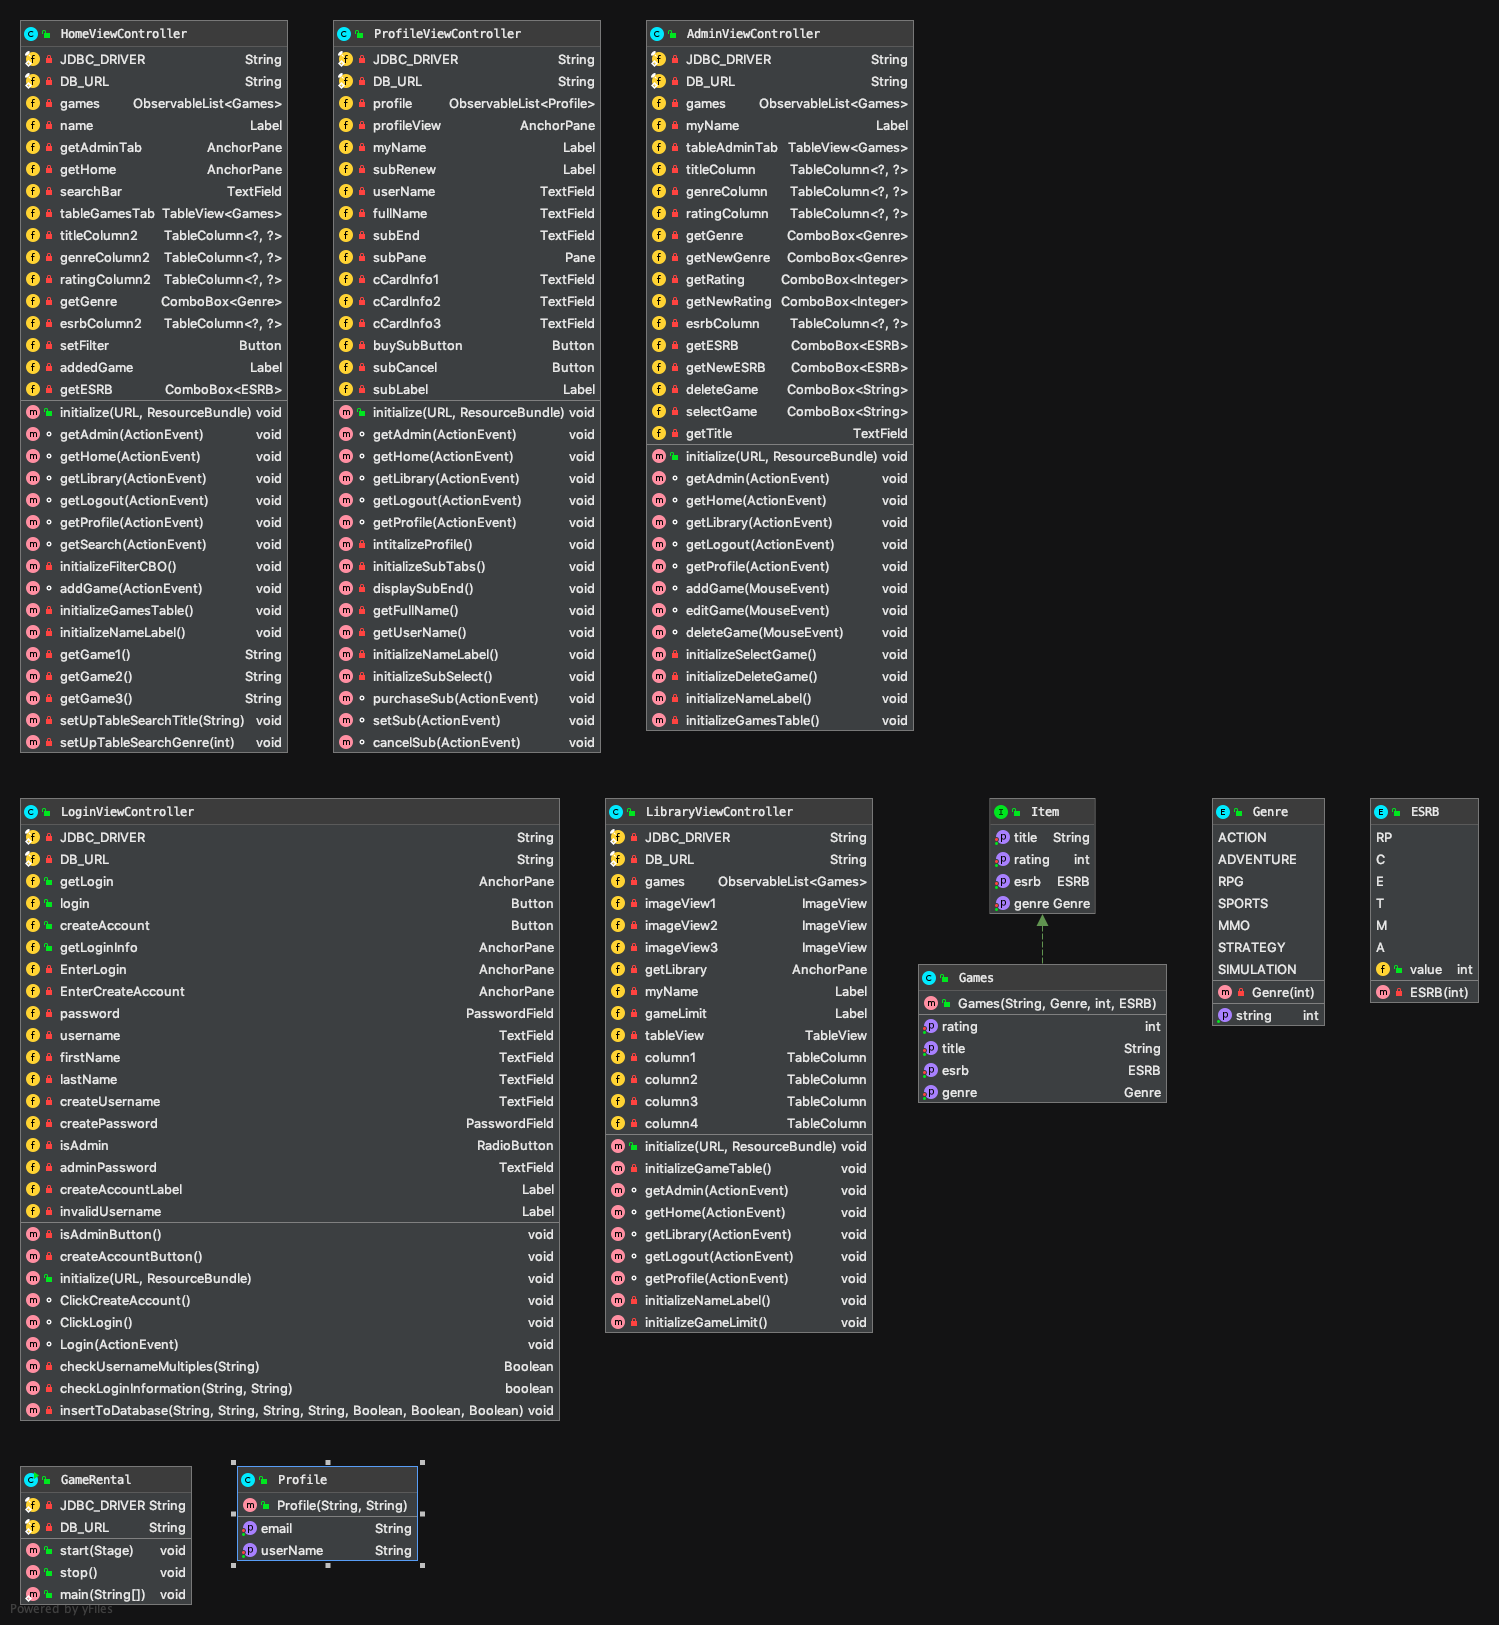 HomeViewController
JDBC_DRIVER String
DB_URL String
games ObservableList<Games>
name Label
getAdminTab AnchorPane
getHome AnchorPane
searchBar TextField
tableGamesTab TableView<Games>
titleColumn2 TableColumn<?, ?>
genreColumn2 TableColumn<?, ?>
ratingColumn2 TableColumn<?, ?>
getGenre ComboBox<Genre>
esrbColumn2 TableColumn<?, ?>
setFilter Button
addedGame Label
getESRB ComboBox<ESRB>
initialize(URL, ResourceBundle) void
getAdmin(ActionEvent) void
getHome(ActionEvent) void
getLibrary(ActionEvent) void
getLogout(ActionEvent) void
getProfile(ActionEvent) void
getSearch(ActionEvent) void
initializeFilterCBO() void
addGame(ActionEvent) void
initializeGamesTable() void
initializeNameLabel() void
getGame1() String
getGame2() String
getGame3() String
setUpTableSearchTitle(String) void
setUpTableSearchGenre(int) void
ProfileViewController
JDBC_DRIVER String
DB_URL String
profile ObservableList<Profile>
profileView AnchorPane
myName Label
subRenew Label
userName TextField
fullName TextField
subEnd TextField
subPane Pane
cCardInfo1 TextField
cCardInfo2 TextField
cCardInfo3 TextField
buySubButton Button
subCancel Button
subLabel Label
initialize(URL, ResourceBundle) void
getAdmin(ActionEvent) void
getHome(ActionEvent) void
getLibrary(ActionEvent) void
getLogout(ActionEvent) void
getProfile(ActionEvent) void
intitalizeProfile() void
initializeSubTabs() void
displaySubEnd() void
getFullName() void
getUserName() void
initializeNameLabel() void
initializeSubSelect() void
purchaseSub(ActionEvent) void
setSub(ActionEvent) void
cancelSub(ActionEvent) void
AdminViewController
JDBC_DRIVER String
DB_URL String
games ObservableList<Games>
myName Label
tableAdminTab TableView<Games>
titleColumn TableColumn<?, ?>
genreColumn TableColumn<?, ?>
ratingColumn TableColumn<?, ?>
getGenre ComboBox<Genre>
getNewGenre ComboBox<Genre>
getRating ComboBox<Integer>
getNewRating ComboBox<Integer>
esrbColumn TableColumn<?, ?>
getESRB ComboBox<ESRB>
getNewESRB ComboBox<ESRB>
deleteGame ComboBox<String>
selectGame ComboBox<String>
getTitle TextField
initialize(URL, ResourceBundle) void
getAdmin(ActionEvent) void
getHome(ActionEvent) void
getLibrary(ActionEvent) void
getLogout(ActionEvent) void
getProfile(ActionEvent) void
addGame(MouseEvent) void
editGame(MouseEvent) void
deleteGame(MouseEvent) void
initializeSelectGame() void
initializeDeleteGame() void
initializeNameLabel() void
initializeGamesTable() void
LoginViewController
JDBC_DRIVER String
DB_URL String
getLogin AnchorPane
login Button
createAccount Button
getLoginInfo AnchorPane
EnterLogin AnchorPane
EnterCreateAccount AnchorPane
password PasswordField
username TextField
firstName TextField
lastName TextField
createUsername TextField
createPassword PasswordField
isAdmin RadioButton
adminPassword TextField
createAccountLabel Label
invalidUsername Label
isAdminButton() void
createAccountButton() void
initialize(URL, ResourceBundle) void
ClickCreateAccount() void
ClickLogin() void
Login(ActionEvent) void
checkUsernameMultiples(String) Boolean
checkLoginInformation(String, String) boolean
insertToDatabase(String, String, String, String, Boolean, Boolean, Boolean) void
LibraryViewController
JDBC_DRIVER String
DB_URL String
games ObservableList<Games>
imageView1 ImageView
imageView2 ImageView
imageView3 ImageView
getLibrary AnchorPane
myName Label
gameLimit Label
tableView TableView
column1 TableColumn
column2 TableColumn
column3 TableColumn
column4 TableColumn
initialize(URL, ResourceBundle) void
initializeGameTable() void
getAdmin(ActionEvent) void
getHome(ActionEvent) void
getLibrary(ActionEvent) void
getLogout(ActionEvent) void
getProfile(ActionEvent) void
initializeNameLabel() void
initializeGameLimit() void
Item
title String
rating int
esrb ESRB
genre Genre
Games
Games(String, Genre, int, ESRB)
rating int
title String
esrb ESRB
genre Genre
Genre
ACTION
ADVENTURE
RPG
SPORTS
MMO
STRATEGY
SIMULATION
Genre(int)
string int
ESRB
RP
C
E
T
M
A
value int
ESRB(int)
GameRental
JDBC_DRIVER String
DB_URL String
start(Stage) void
stop() void
main(String[]) void
Profile
Profile(String, String)
email String
userName String
Powered by yFiles